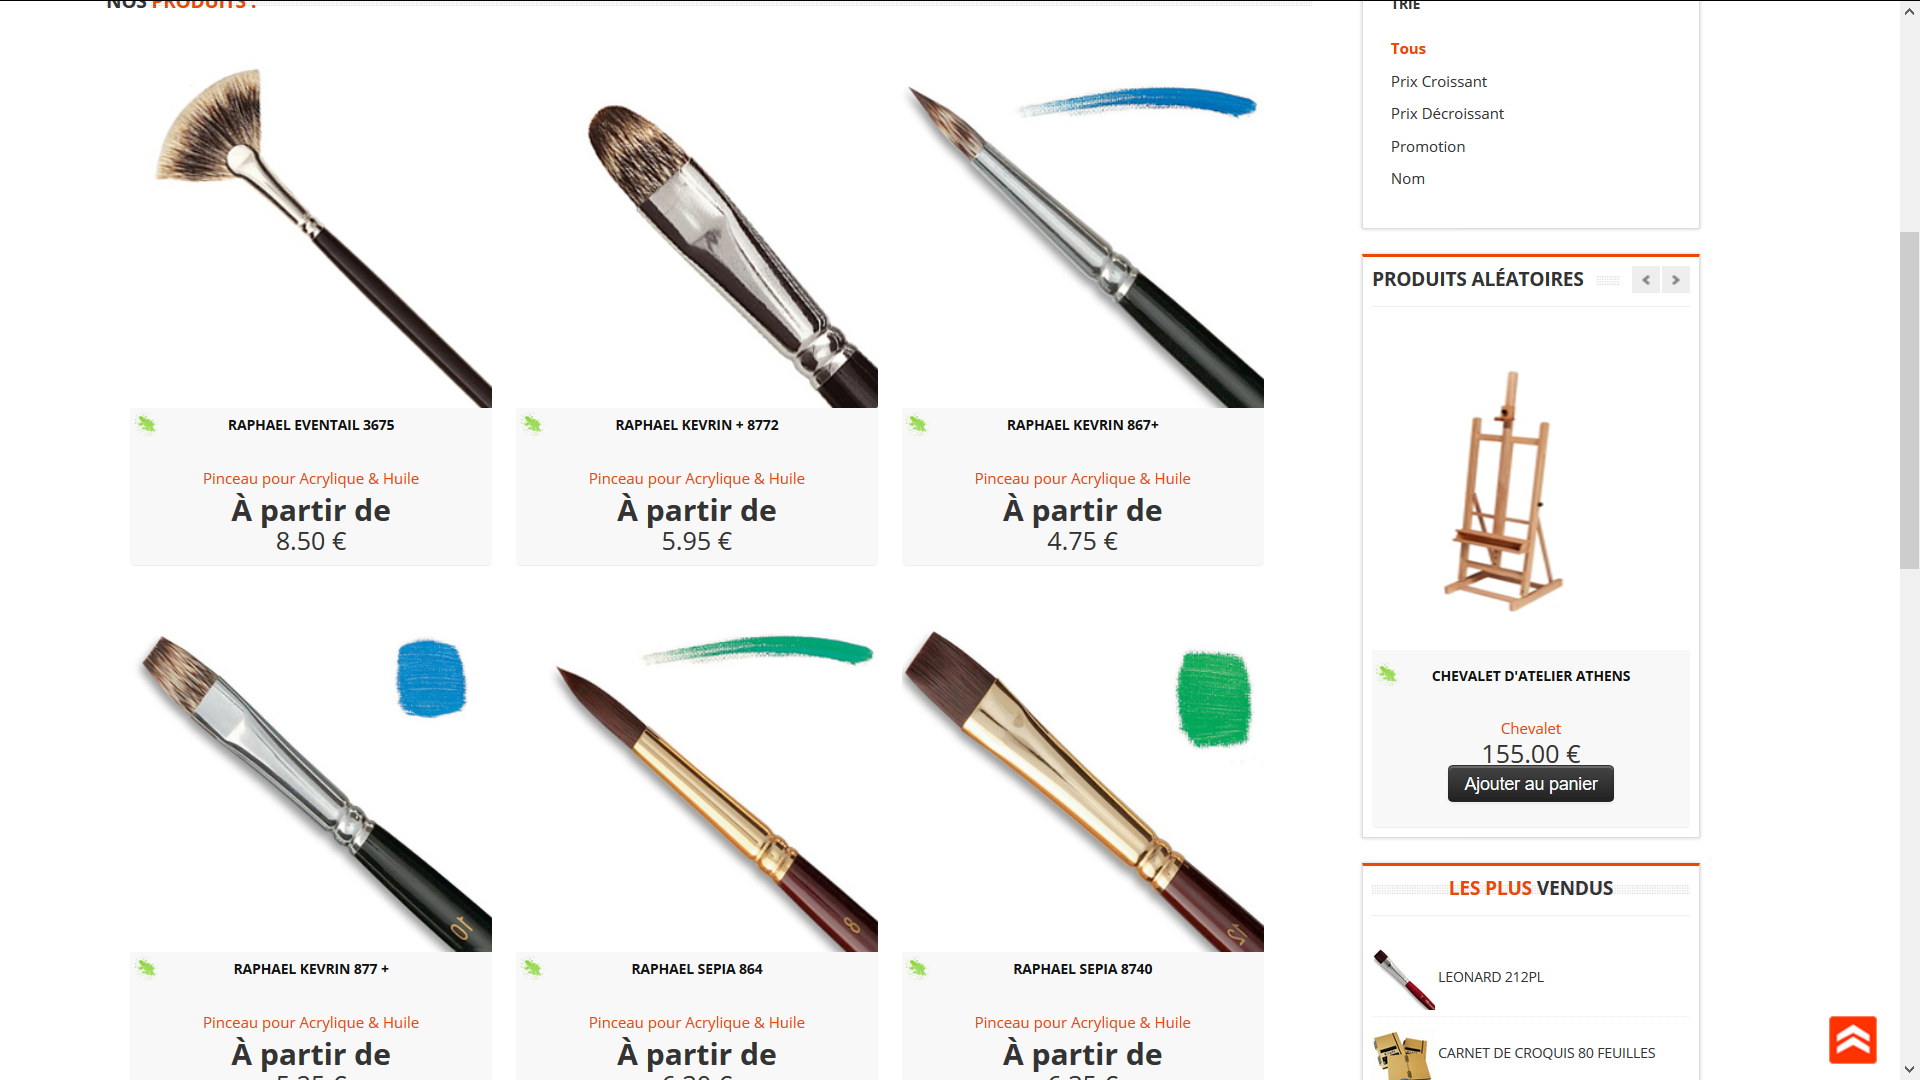 NOS PRODUITS :
RAPHAEL EVENTAIL 3675
Pinceau pour Acrylique & Huile
À partir de
8.50 €
RAPHAEL KEVRIN + 8772
Pinceau pour Acrylique & Huile
À partir de
5.95 €
RAPHAEL KEVRIN 867+
Pinceau pour Acrylique & Huile
À partir de
4.75 €
10
RAPHAEL KEVRIN 877 +
Pinceau pour Acrylique & Huile
À partir de
8
RAPHAEL SEPIA 864
Pinceau pour Acrylique & Huile
À partir de
12
RAPHAEL SEPIA 8740
Pinceau pour Acrylique & Huile
À partir de
TRIE
Tous
Prix Croissant
Prix Décroissant
Promotion
Nom
PRODUITS ALÉATOIRES
CHEVALET D'ATELIER ATHENS
Chevalet
155.00 €
Ajouter au panier
LES PLUS VENDUS
LEONARD 212PL
CARNET DE CROQUIS 80 FEUILLES